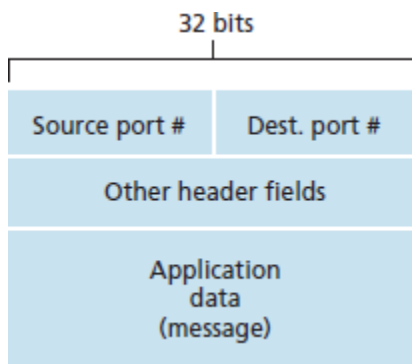 32 bits
Source port #
Dest. port #
Other header fields
Application
data
(message)